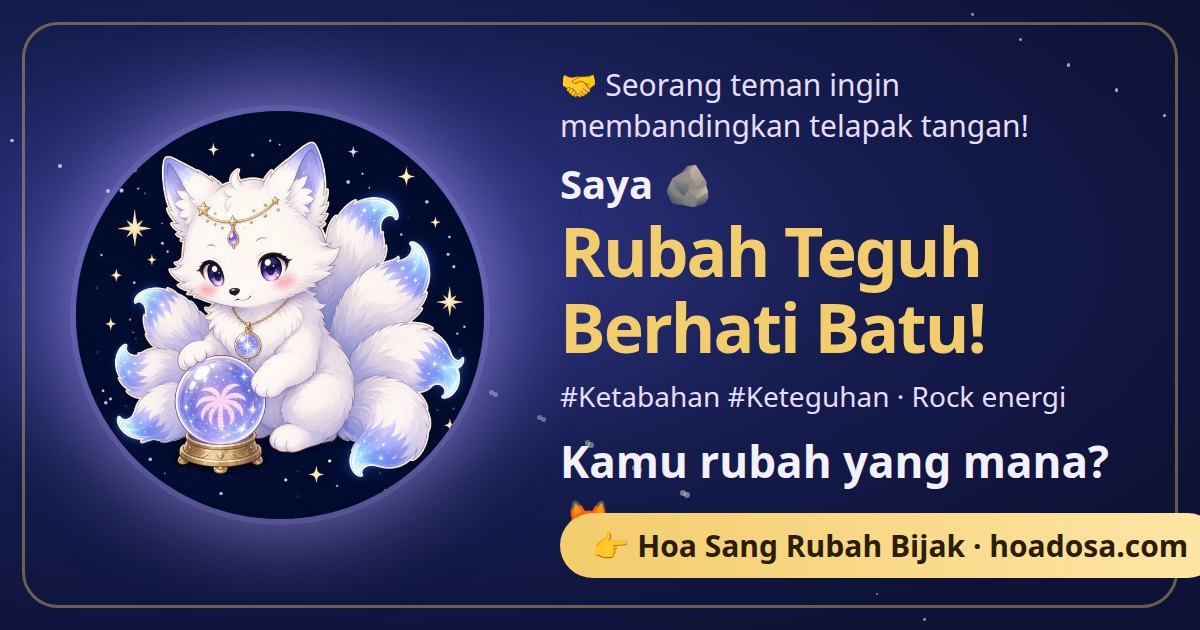 🤝 Seorang teman ingin
membandingkan telapak tangan!
Saya 🪨
Rubah Teguh
Berhati Batu!
#Ketabahan #Keteguhan · Rock energi
Kamu rubah yang mana?
🦊
👉 Hoa Sang Rubah Bijak · hoadosa.com